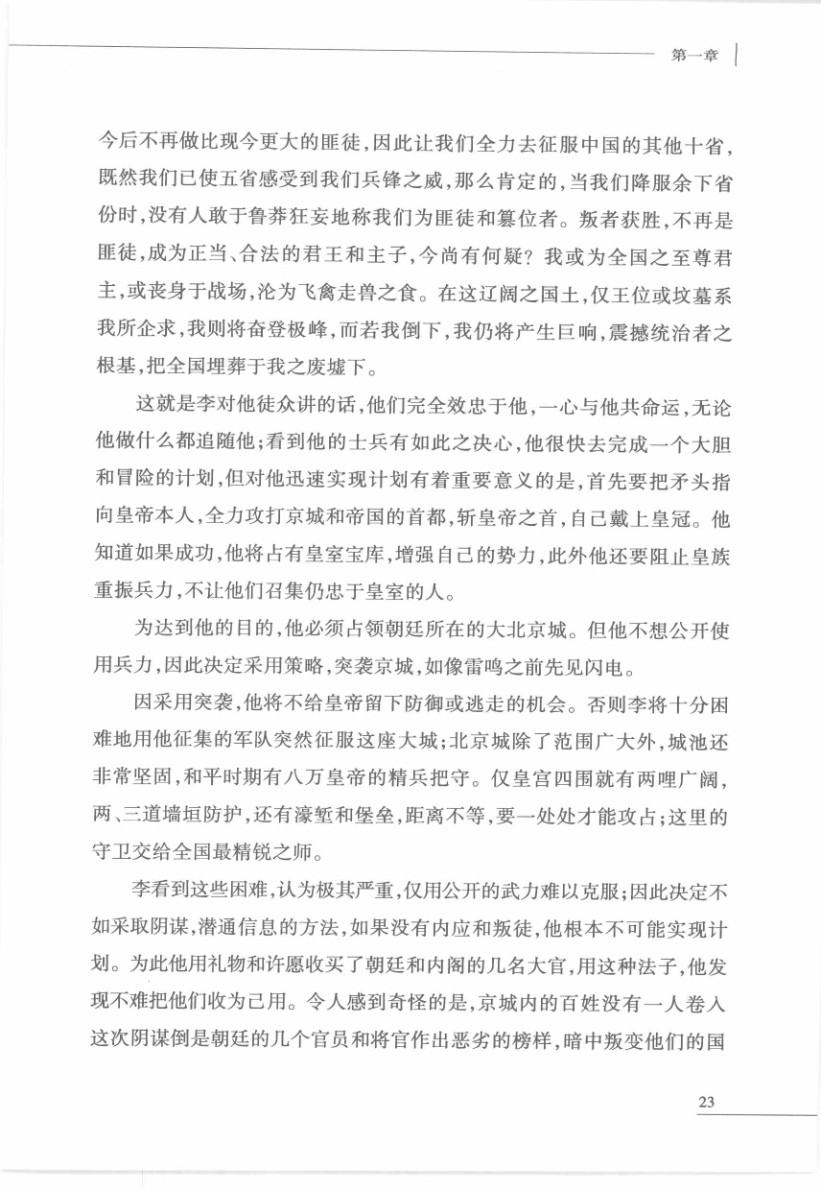 第一章
今后不再做比现今更大的匪徒,因此让我们全力去征服中国的其他十省,
既然我们已使五省感受到我们兵锋之威,那么肯定的,当我们降服余下省
份时,没有人敢于鲁莽狂妄地称我们为匪徒和篡位者。叛者获胜,不再是
匪徒,成为正当、合法的君王和主子,今尚有何疑?我或为全国之至尊君
主,或丧身于战场,沦为飞禽走兽之食。在这辽阔之国土,仅王位或坟墓系
我所企求,我则将奋登极峰,而若我倒下,我仍将产生巨响,震撼统治者之
根基,把全国埋葬于我之废墟下。
这就是李对他徒众讲的话,他们完全效忠于他,一心与他共命运,无论
他做什么都追随他;看到他的士兵有如此之决心,他很快去完成一个大胆
和冒险的计划,但对他迅速实现计划有着重要意义的是,首先要把矛头指
向皇帝本人,全力攻打京城和帝国的首都,斩皇帝之首,自己戴上皇冠。他
知道如果成功,他将占有皇室宝库,增强自己的势力,此外他还要阻止皇族
重振兵力,不让他们召集仍忠于皇室的人。
为达到他的目的,他必须占领朝廷所在的大北京城。但他不想公开使
用兵力,因此决定采用策略,突袭京城,如像雷鸣之前先见闪电。
因采用突袭,他将不给皇帝留下防御或逃走的机会。否则李将十分困
难地用他征集的军队突然征服这座大城;北京城除了范围广大外,城池还
非常坚固,和平时期有八万皇帝的精兵把守。仅皇宫四围就有两哩广阔,
两、三道墙垣防护,还有濠堑和堡垒,距离不等,要一处处才能攻占;这里的
守卫交给全国最精锐之师。
李看到这些困难,认为极其严重,仅用公开的武力难以克服;因此决定不
如采取阴谋,潜通信息的方法,如果没有内应和叛徒,他根本不可能实现计
划。为此他用礼物和许愿收买了朝廷和内阁的几名大官,用这种法子,他发
现不难把他们收为己用。令人感到奇怪的是,京城内的百姓没有一人卷入
这次阴谋倒是朝廷的几个官员和将官作出恶劣的榜样,暗中叛变他们的国
23